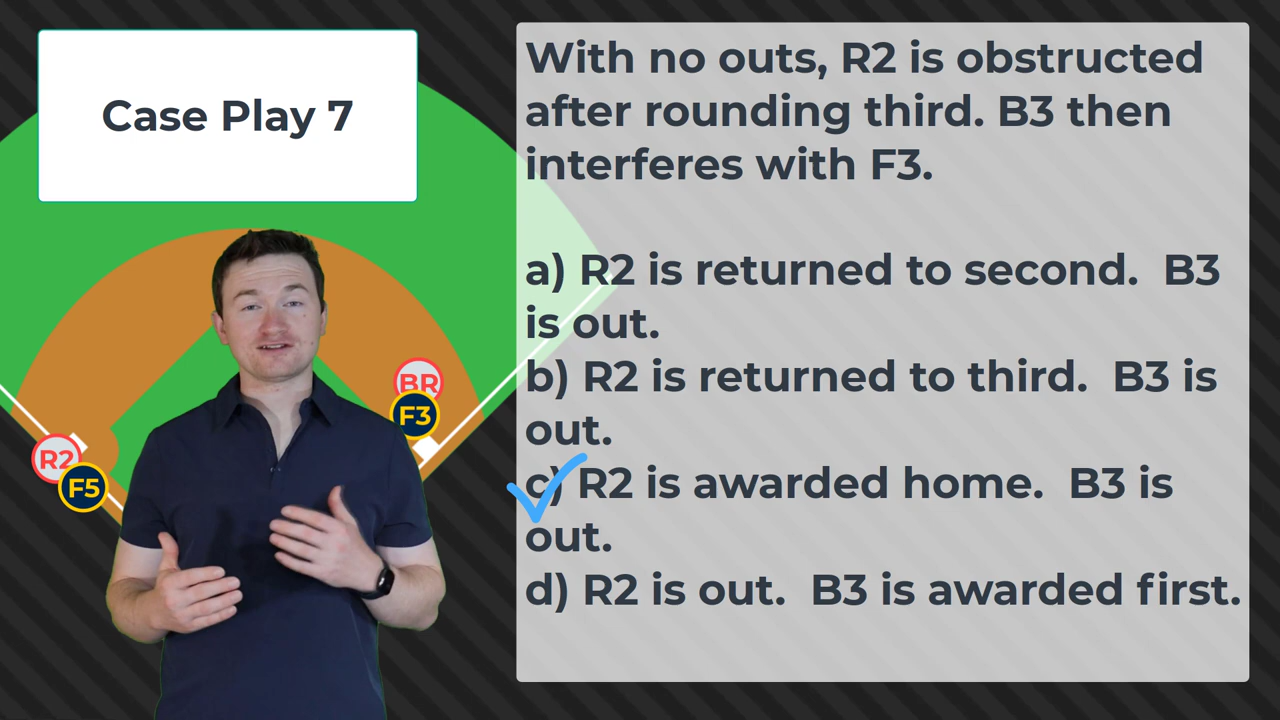 Case Play 7
With no outs, R2 is obstructed
after rounding third. B3 then
interferes with F3.
a) R2 is returned to second. B3
is out.
b) R2 is returned to third. B3 is
out.
c) R2 is awarded home. B3 is
out.
d) R2 is out. B3 is awarded first.
BR
F3
R2
F5